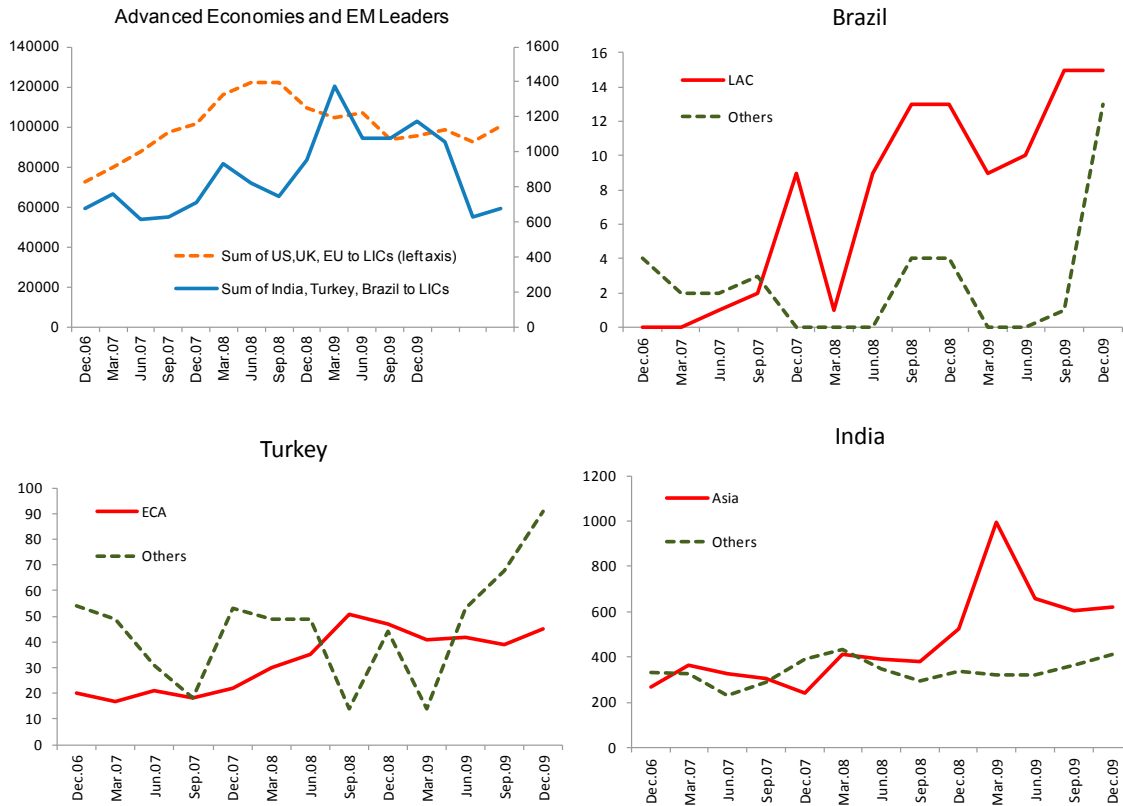 Advanced Economies and EM Leaders
140000
120000
100000
80000
60000
40000
20000
0
1600
1400
1200
1000
800
600
400
200
0
Sum of US,UK, EU to LICs (left axis)
Sum of India, Turkey, Brazil to LICs
Dec.06
Mar.07
Jun.07
Sep.07
Dec.07
Mar.08
Jun.08
Sep.08
Dec.08
Mar.09
Jun.09
Sep.09
Dec.09
Brazil
16
14
12
10
8
6
4
2
0
LAC
Others
Dec.06
Mar.07
Jun.07
Sep.07
Dec.07
Mar.08
Jun.08
Sep.08
Dec.08
Mar.09
Jun.09
Sep.09
Dec.09
Turkey
100
90
80
70
60
50
40
30
20
10
0
ECA
Others
Dec.06
Mar.07
Jun.07
Sep.07
Dec.07
Mar.08
Jun.08
Sep.08
Dec.08
Mar.09
Jun.09
Sep.09
Dec.09
India
1200
1000
800
600
400
200
0
Asia
Others
Dec.06
Mar.07
Jun.07
Sep.07
Dec.07
Mar.08
Jun.08
Sep.08
Dec.08
Mar.09
Jun.09
Sep.09
Dec.09